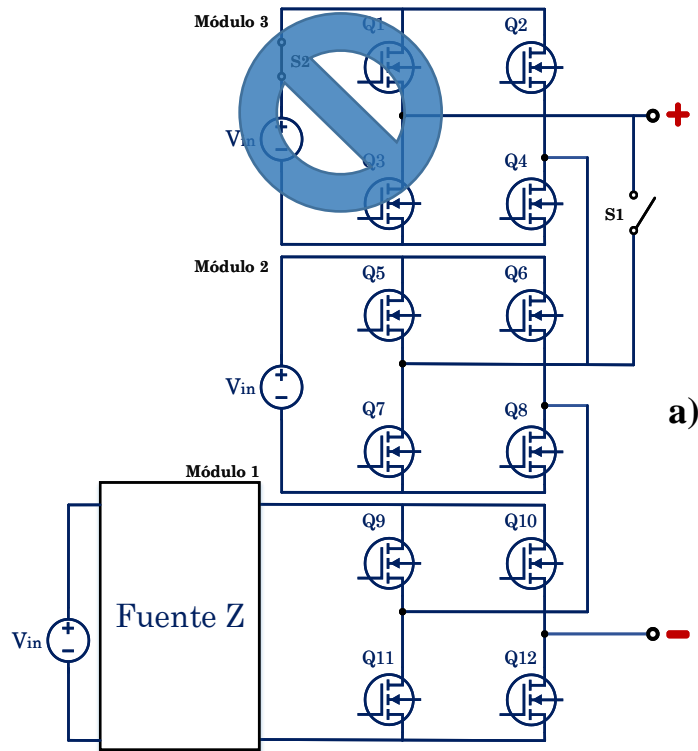 Módulo 3
Q1
Q2
S2
Vin
+
−
+
Q3
Q4
S1
Módulo 2
Q5
Q6
Vin
+
−
Q7
Q8
a)
Módulo 1
Q9
Q10
Fuente Z
Vin
+
−
−
Q11
Q12